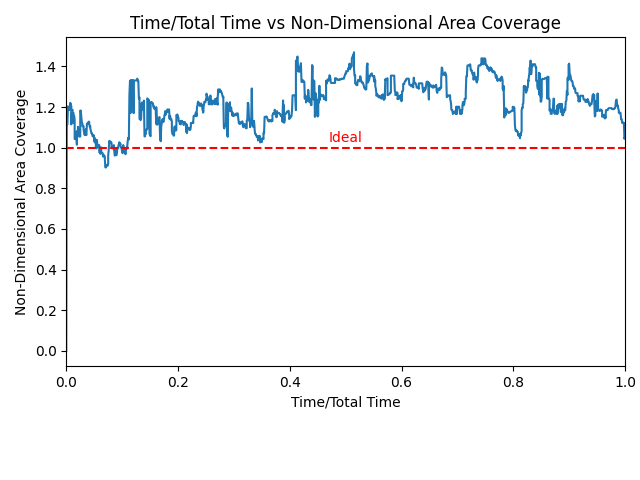 Time/Total Time vs Non-Dimensional Area Coverage
Non-Dimensional Area Coverage
1.4
1.2
1.0
0.8
0.6
0.4
0.2
0.0
Ideal
0.0 0.2 0.4 0.6 0.8 1.0
Time/Total Time